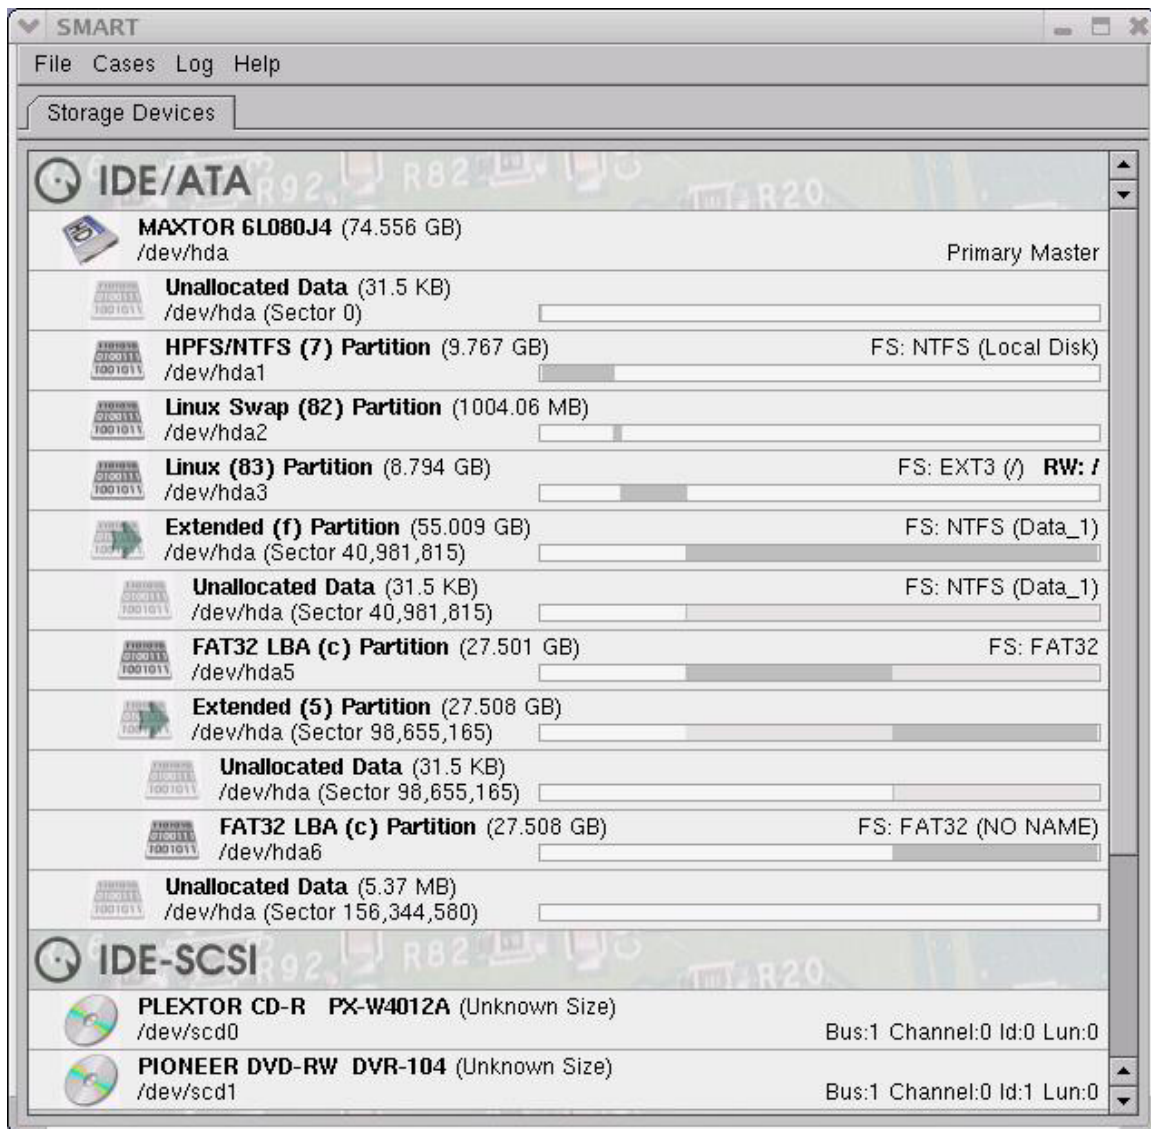 SMART
File Cases Log Help
Storage Devices
IDE/ATA
R92 R82 R20
MAXTOR 6L080J4 (74.556 GB)
/dev/hda Primary Master
Unallocated Data (31.5 KB)
/dev/hda (Sector 0)
HPFS/NTFS (7) Partition (9.767 GB) FS: NTFS (Local Disk)
/dev/hda1
Linux Swap (82) Partition (1004.06 MB)
/dev/hda2
Linux (83) Partition (8.794 GB) FS: EXT3 (/) RW: /
/dev/hda3
Extended (f) Partition (55.009 GB) FS: NTFS (Data_1)
/dev/hda (Sector 40,981,815)
Unallocated Data (31.5 KB) FS: NTFS (Data_1)
/dev/hda (Sector 40,981,815)
FAT32 LBA (c) Partition (27.501 GB) FS: FAT32
/dev/hda5
Extended (5) Partition (27.508 GB)
/dev/hda (Sector 98,655,165)
Unallocated Data (31.5 KB)
/dev/hda (Sector 98,655,165)
FAT32 LBA (c) Partition (27.508 GB) FS: FAT32 (NO NAME)
/dev/hda6
Unallocated Data (5.37 MB)
/dev/hda (Sector 156,344,580)
IDE-SCSI
R92 R82 R20
PLEXTOR CD-R PX-W4012A (Unknown Size)
/dev/scd0 Bus:1 Channel:0 Id:0 Lun:0
PIONEER DVD-RW DVR-104 (Unknown Size)
/dev/scd1 Bus:1 Channel:0 Id:1 Lun:0